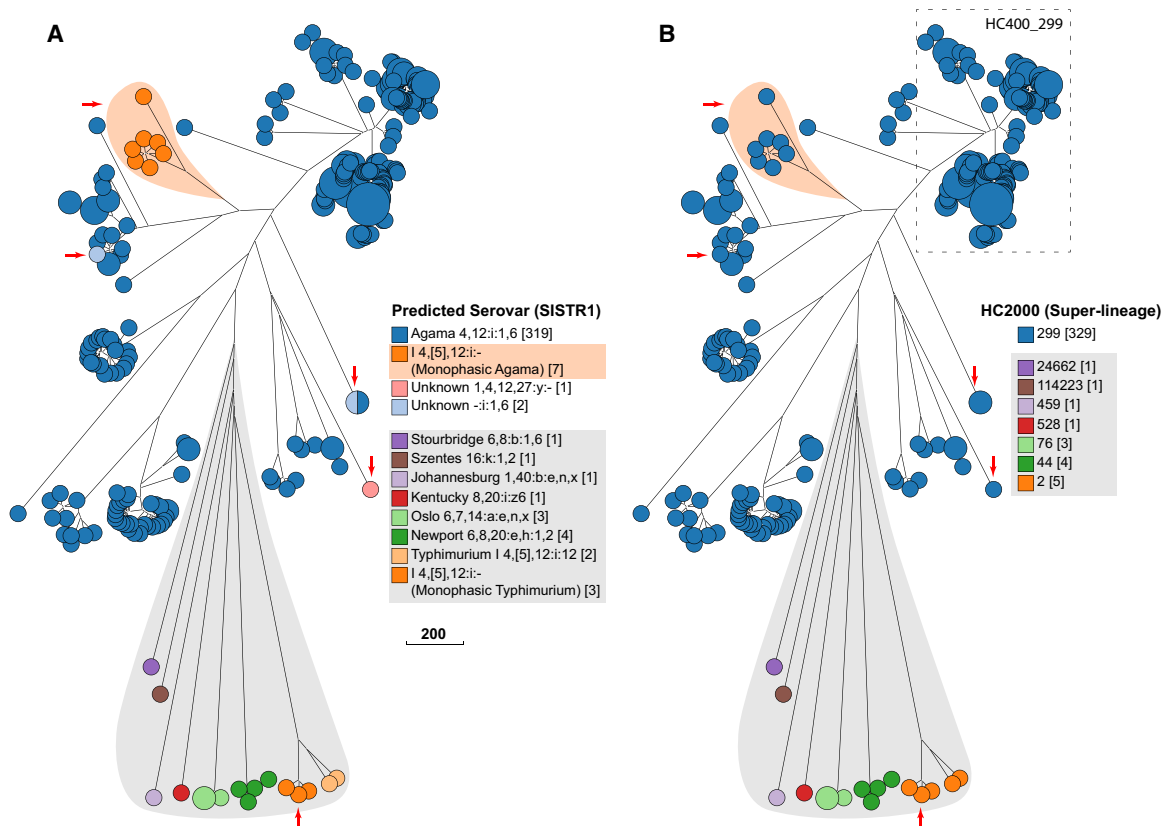 A
B
HC400_299
Predicted Serovar (SISTR1)
Agama 4,12:i:1,6 [319]
I 4,[5],12:i:-
(Monophasic Agama) [7]
Unknown 1,4,12,27:y:- [1]
Unknown -:i:1,6 [2]
Stourbridge 6,8:b:1,6 [1]
Szentes 16:k:1,2 [1]
Johannesburg 1,40:b:e,n,x [1]
Kentucky 8,20:i:z6 [1]
Oslo 6,7,14:a:e,n,x [3]
Newport 6,8,20:e,h:1,2 [4]
Typhimurium I 4,[5],12:i:12 [2]
I 4,[5],12:i:-
(Monophasic Typhimurium) [3]
200
HC2000 (Super-lineage)
299 [329]
24662 [1]
114223 [1]
459 [1]
528 [1]
76 [3]
44 [4]
2 [5]